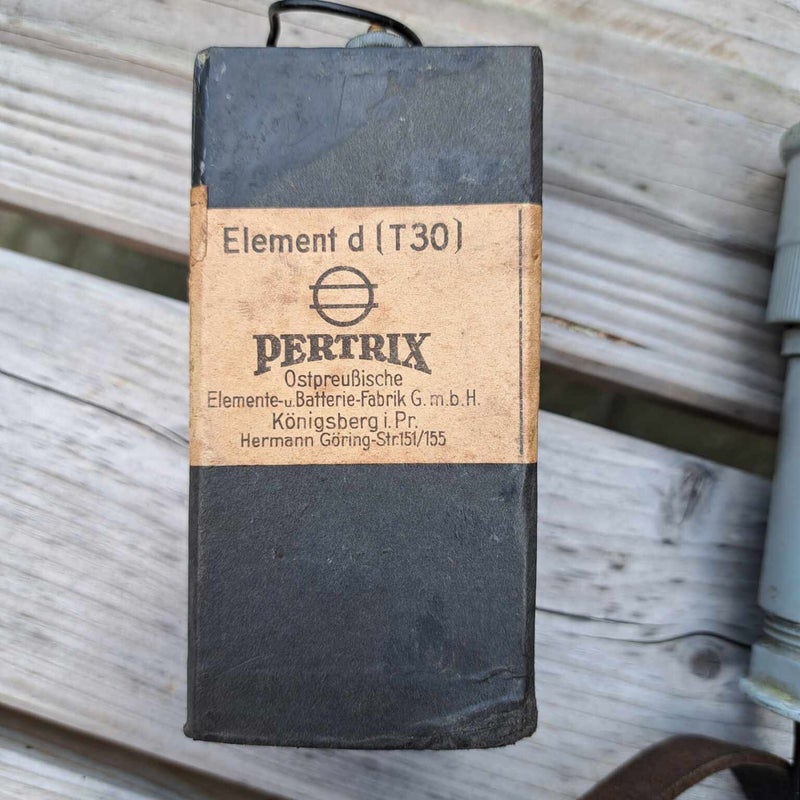 Element d (T30)
PERTRIX
Ostpreußische
Elemente-u.Batterie-Fabrik G.m.b.H.
Königsberg i.Pr.
Hermann Göring-Str.151/155